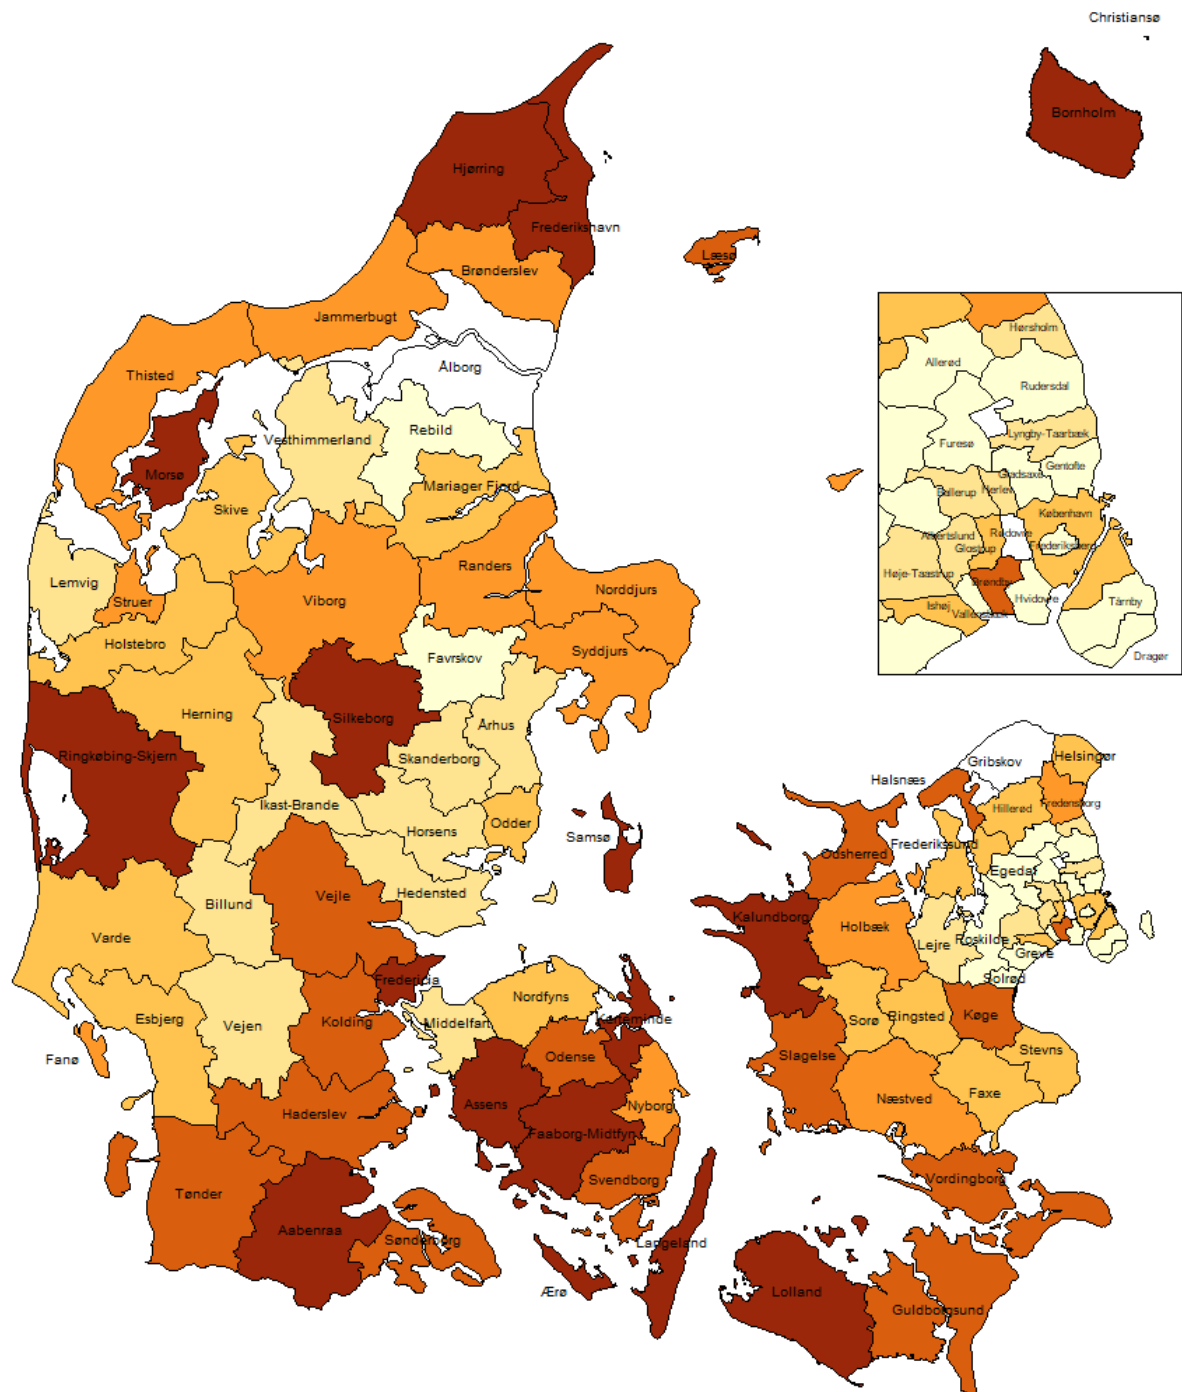 Christiansø
Bornholm
Hjørring
Frederikshavn
Læsø
Brønderslev
Jammerbugt
Thisted
Ålborg
Hørsholm
Allerød
Rudersdal
Morsø
Vesthimmerland
Rebild
Furesø
Lyngby-Taarbæk
Gladsaxe
Gentofte
Ballerup
Herlev
Mariager Fjord
Skive
København
Albertslund
Rødovre
Glostrup
Frederiksberg
Lemvig
Struer
Viborg
Randers
Norddjurs
Høje-Taastrup
Brøndby
Ishøj
Vallensbæk
Hvidovre
Tårnby
Dragør
Holstebro
Favrskov
Syddjurs
Herning
Silkeborg
Århus
Ringkøbing-Skjern
Skanderborg
Gribskov
Helsingør
Halsnæs
Ikast-Brande
Horsens
Odder
Samsø
Hillerød
Fredensborg
Odsherred
Frederikssund
Egedal
Billund
Vejle
Hedensted
Kalundborg
Holbæk
Lejre
Roskilde
Greve
Varde
Solrød
Fredericia
Nordfyns
Esbjerg
Vejen
Kolding
Middelfart
Kerteminde
Sorø
Ringsted
Køge
Fanø
Odense
Slagelse
Stevns
Haderslev
Assens
Nyborg
Næstved
Faxe
Faaborg-Midtfyn
Svendborg
Vordingborg
Tønder
Aabenraa
Sønderborg
Langeland
Ærø
Lolland
Guldborgsund